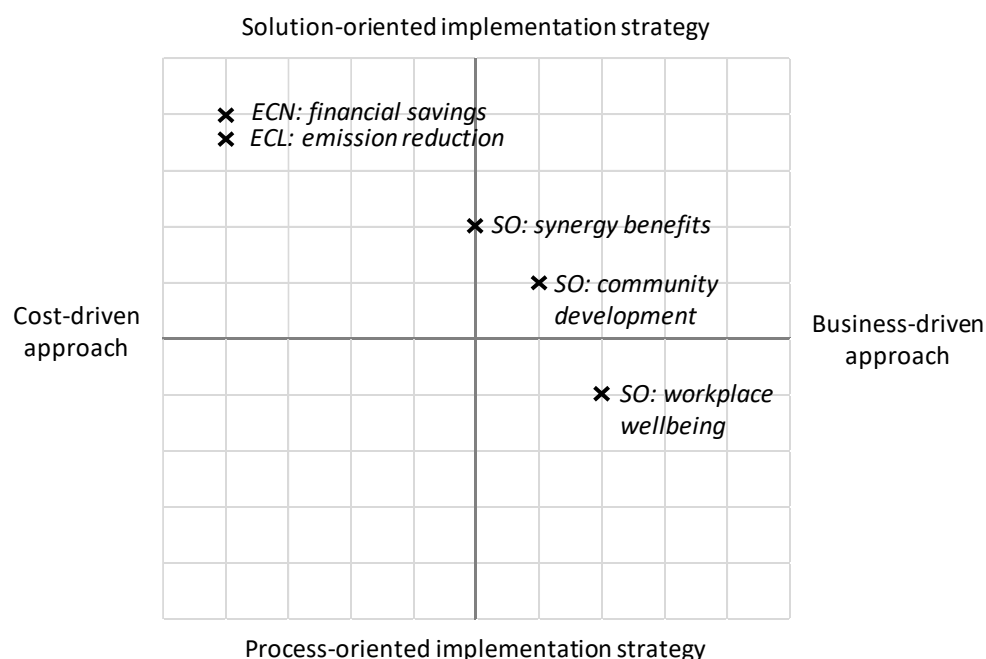 Solution-oriented implementation strategy
ECN: financial savings
ECL: emission reduction
SO: synergy benefits
SO: community
development
Cost-driven
approach
Business-driven
approach
SO: workplace
wellbeing
Process-oriented implementation strategy